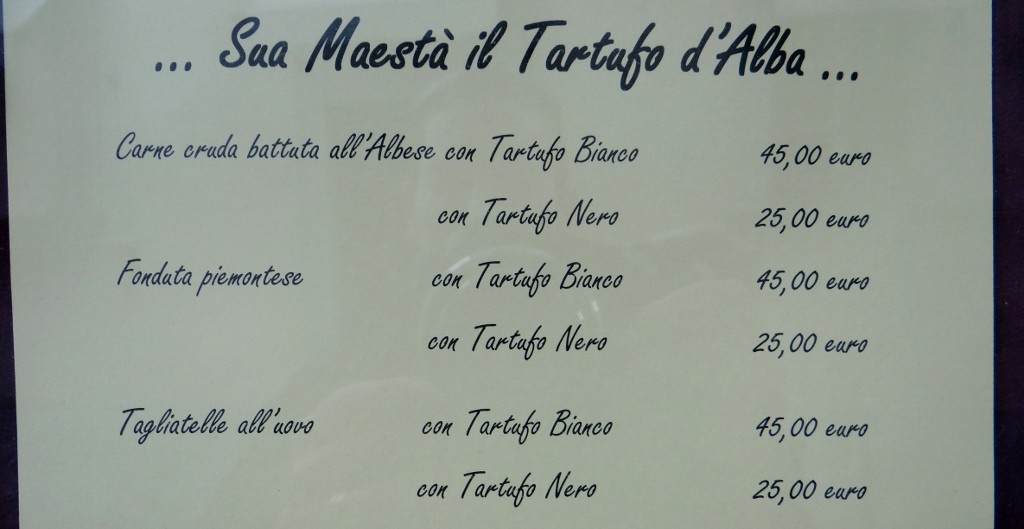 ... Sua Maestà il Tartufo d'Alba ...
Carne cruda battuta all'Albese con Tartufo Bianco 45,00 euro
con Tartufo Nero 25,00 euro
Fonduta piemontese con Tartufo Bianco 45,00 euro
con Tartufo Nero 25,00 euro
Tagliatelle all'uovo con Tartufo Bianco 45,00 euro
con Tartufo Nero 25,00 euro